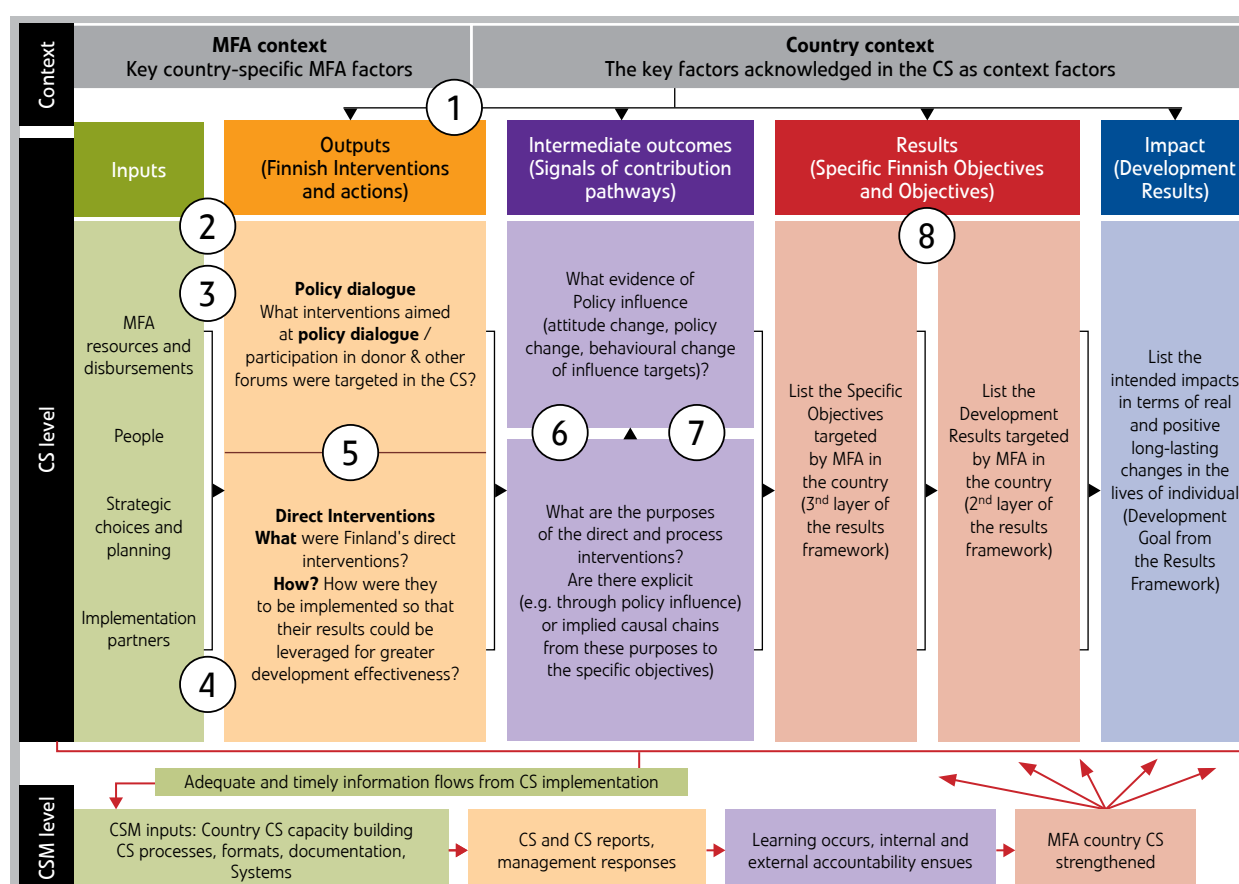 Context
MFA context
Key country-specific MFA factors
Country context
The key factors acknowledged in the CS as context factors
1
CS level
Inputs
Outputs
(Finnish Interventions
and actions)
Intermediate outcomes
(Signals of contribution
pathways)
Results
(Specific Finnish Objectives
and Objectives)
Impact
(Development
Results)
2
3
4
MFA
resources and
disbursements
People
Strategic
choices and
planning
Implementation
partners
Policy dialogue
What interventions aimed
at policy dialogue /
participation in donor & other
forums were targeted in the CS?
5
Direct Interventions
What were Finland's direct
interventions?
How? How were they
to be implemented so that
their results could be
leveraged for greater
development effectiveness?
What evidence of
Policy influence
(attitude change, policy
change, behavioural change
of influence targets)?
6
7
What are the purposes
of the direct and process
interventions?
Are there explicit
(e.g. through policy influence)
or implied causal chains
from these purposes to
the specific objectives)
8
List the Specific
Objectives
targeted
by MFA in
the country
(3nd layer of
the results
framework)
List the
Development
Results targeted
by MFA in
the country
(2nd layer of
the results
framework)
List the
intended impacts
in terms of real
and positive
long-lasting
changes in the
lives of individual
(Development
Goal from
the Results
Framework)
Adequate and timely information flows from CS implementation
CSM level
CSM inputs: Country CS capacity building
CS processes, formats, documentation,
Systems
CS and CS reports,
management responses
Learning occurs, internal and
external accountability ensues
MFA country CS
strengthened